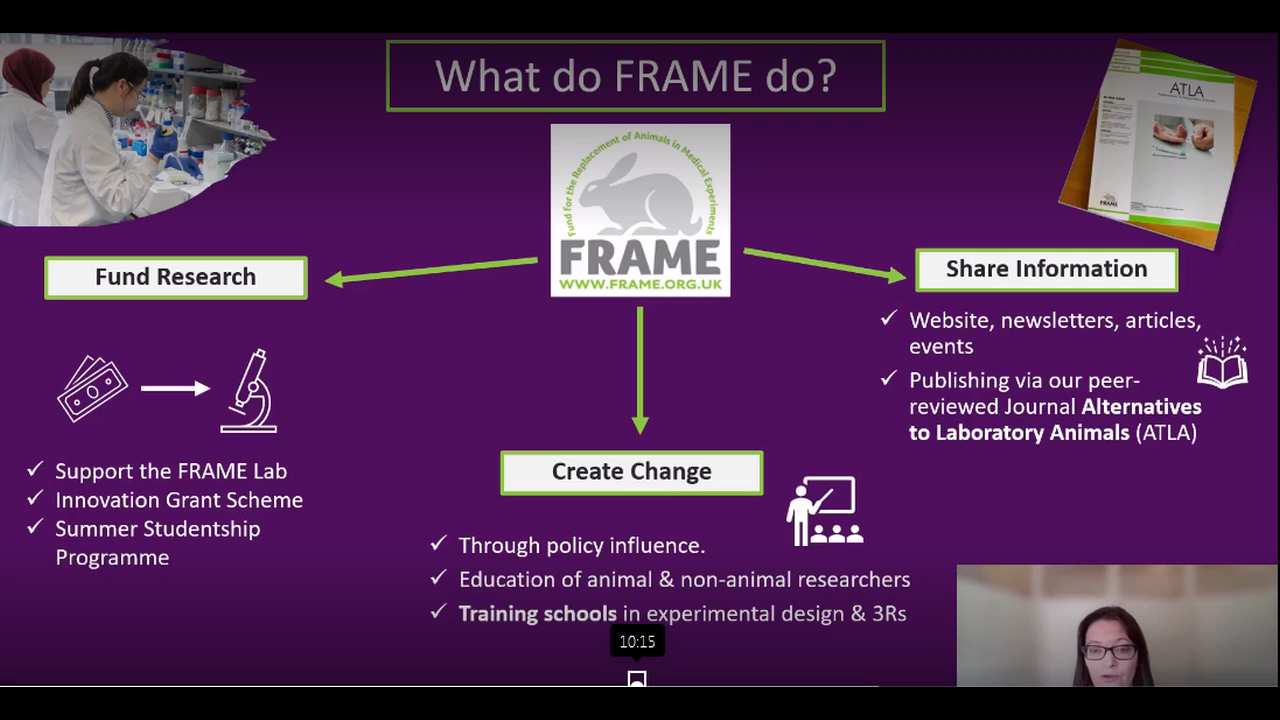 What do FRAME do?
ATLA
FRAME
Fund for the Replacement of Animals in Medical Experiments
FRAME
WWW.FRAME.ORG.UK
Fund Research
Share Information
✓ Website, newsletters, articles,
events
✓ Publishing via our peer-
reviewed Journal Alternatives
to Laboratory Animals (ATLA)
✓ Support the FRAME Lab
✓ Innovation Grant Scheme
✓ Summer Studentship
Programme
Create Change
✓ Through policy influence.
✓ Education of animal & non-animal researchers
✓ Training schools in experimental design & 3Rs
10:15